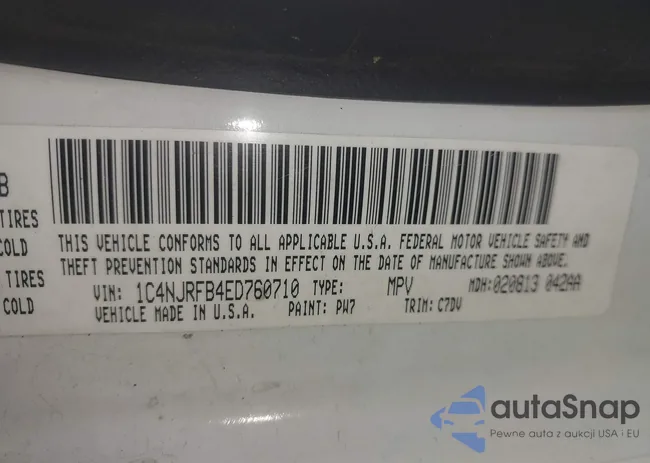 B
TIRES
COLD
TIRES
COLD
THIS VEHICLE CONFORMS TO ALL APPLICABLE U.S.A. FEDERAL MOTOR VEHICLE SAFETY AND
THEFT PREVENTION STANDARDS IN EFFECT ON THE DATE OF MANUFACTURE SHOWN ABOVE.
VIN: 1C4NJRFB4ED760710 TYPE: MPV MDH: 020813 042AA
VEHICLE MADE IN U.S.A. PAINT: PW7 TRIM: C7DV
autaSnap
Pewne auta z aukcji USA i EU